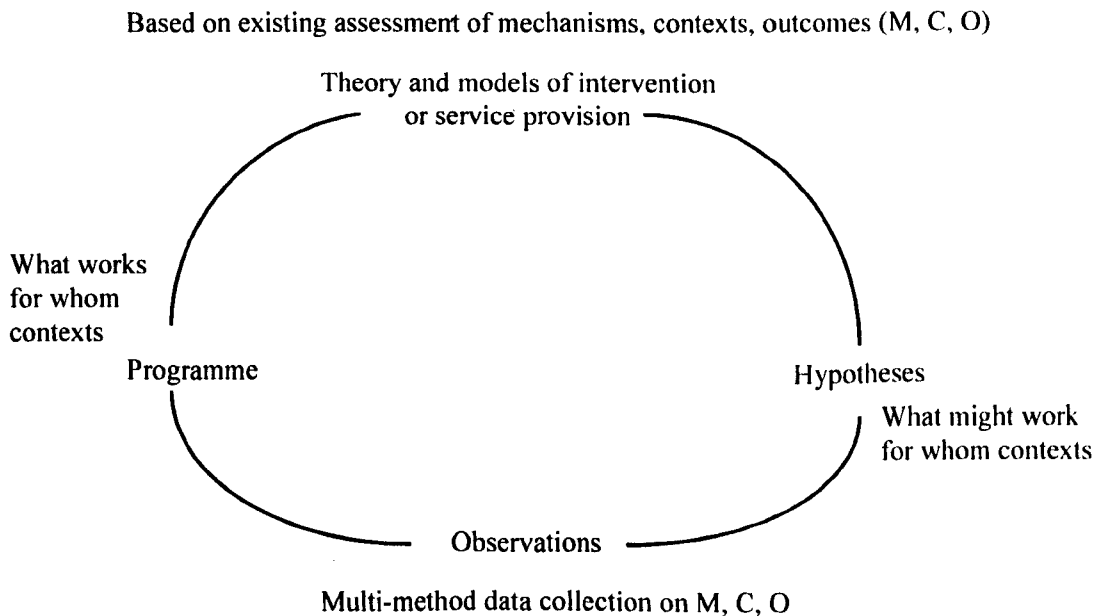 Based on existing assessment of mechanisms, contexts, outcomes (M, C, O)
Theory and models of intervention
or service provision
What works
for whom
contexts
Programme
Hypotheses
What might work
for whom contexts
Observations
Multi-method data collection on M, C, O